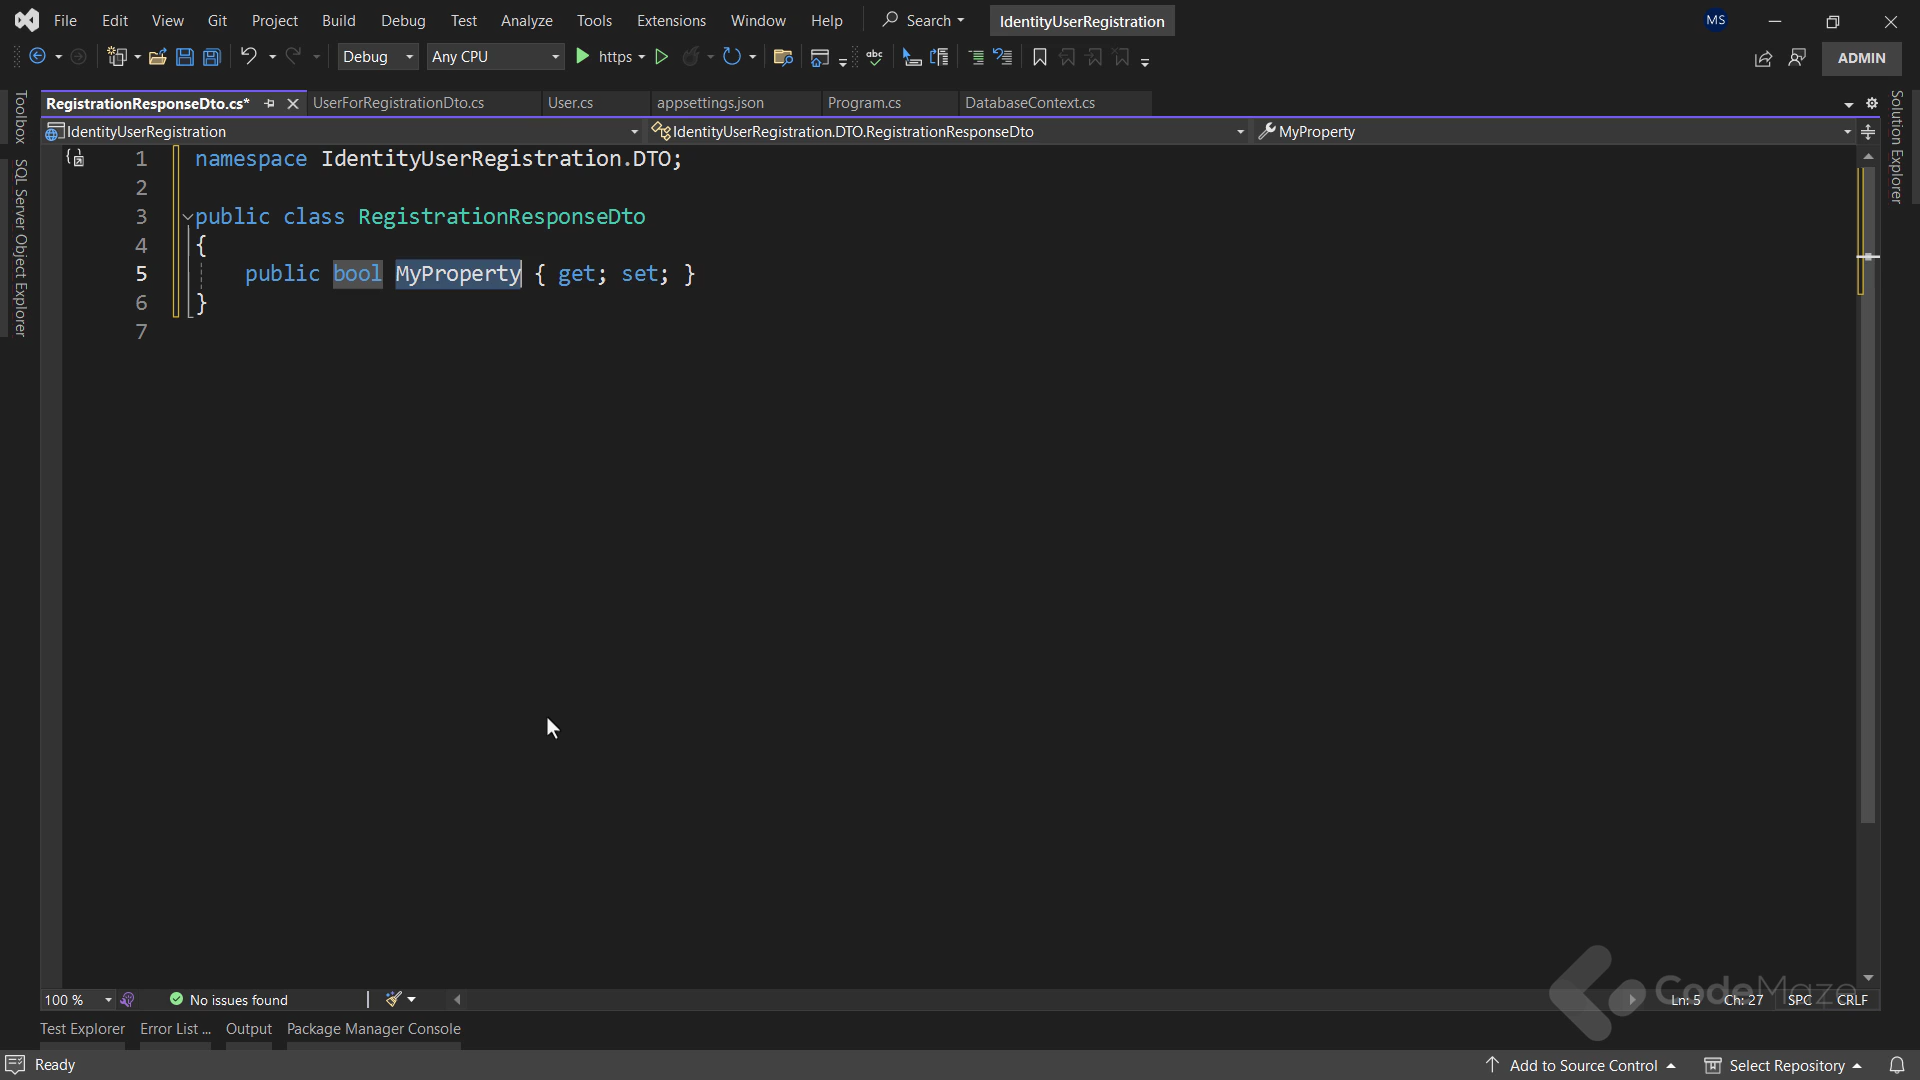 File Edit View Git Project Build Debug Test Analyze Tools Extensions Window Help Search IdentityUserRegistration MS
Debug Any CPU https abc ADMIN
RegistrationResponseDto.cs* UserForRegistrationDto.cs User.cs appsettings.json Program.cs DatabaseContext.cs
IdentityUserRegistration IdentityUserRegistration.DTO.RegistrationResponseDto MyProperty
Toolbox
SQL Server Object Explorer
Solution Explorer
1 namespace IdentityUserRegistration.DTO;
2
3 public class RegistrationResponseDto
4 {
5 public bool MyProperty { get; set; }
6 }
7
CodeMaze
100 % No issues found Ln: 5 Ch: 27 SPC CRLF
Test Explorer Error List ... Output Package Manager Console
Ready Add to Source Control Select Repository